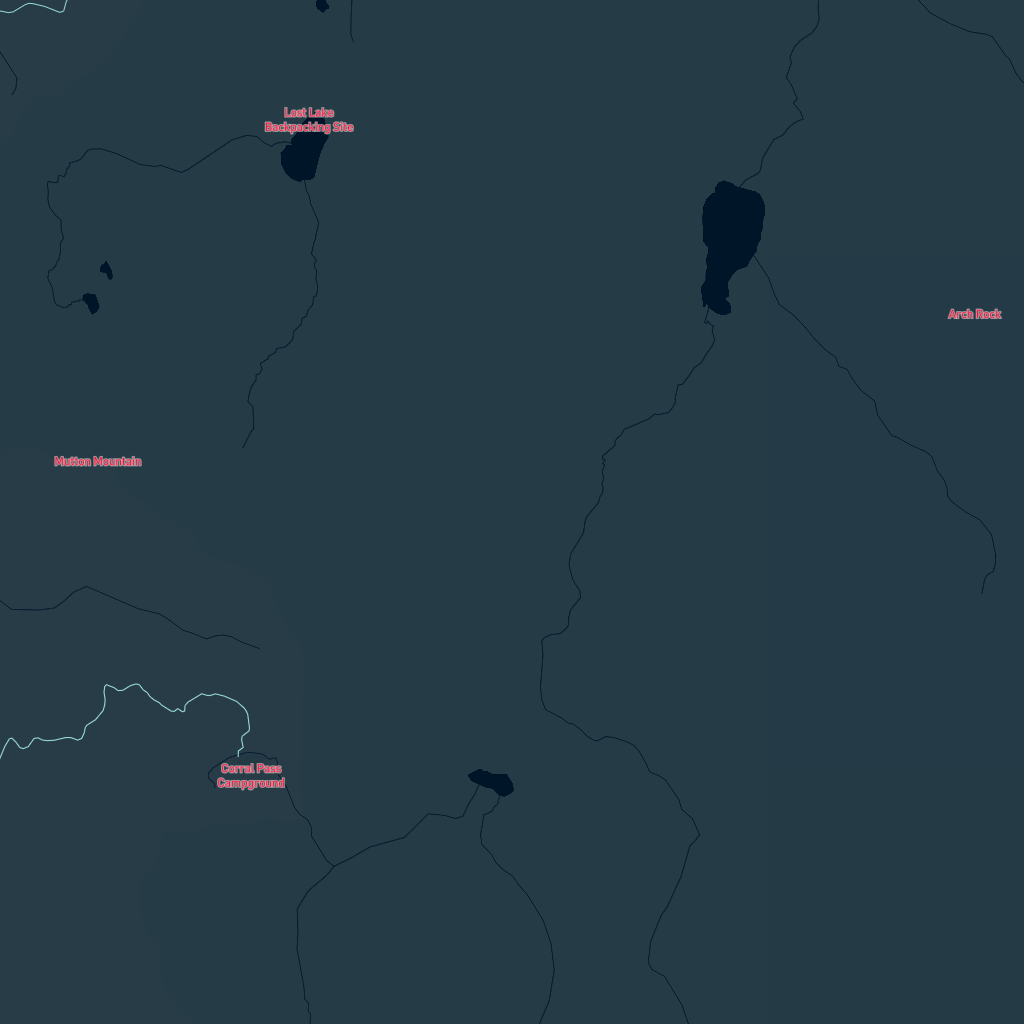 Lost Lake
Backpacking Site
Arch Rock
Mutton Mountain
Corral Pass
Campground